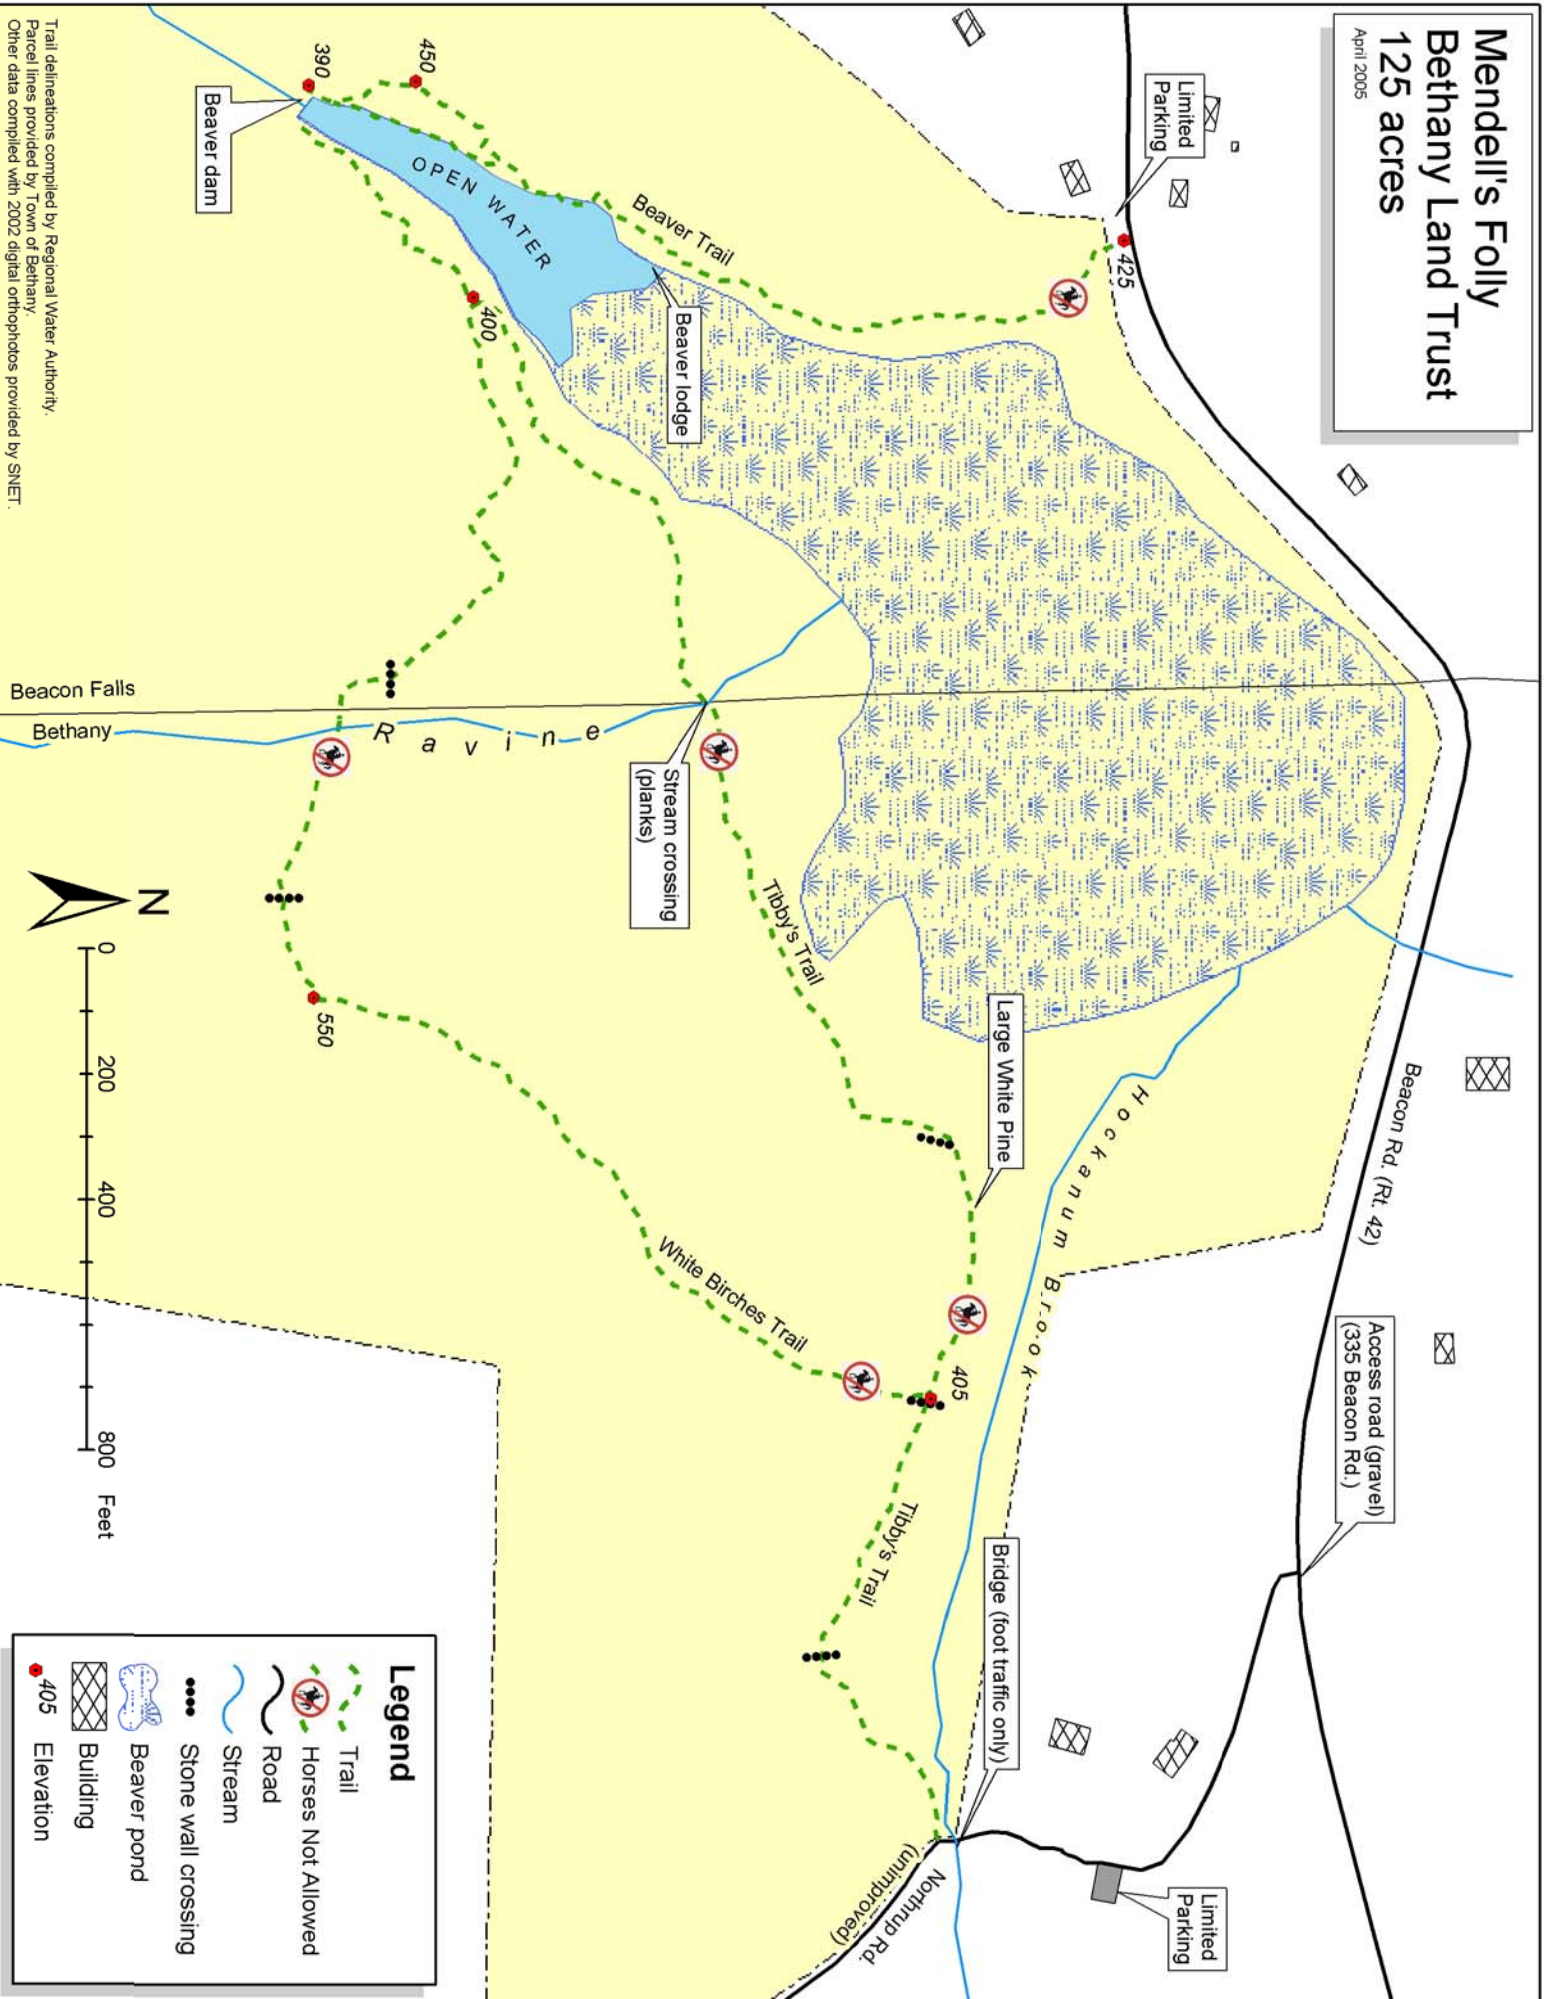 Mendell's Folly
Bethany Land Trust
125 acres
April 2005
Limited
Parking
425
450
390
Beaver dam
OPEN WATER
Beaver Trail
Beaver lodge
400
Beacon Rd. (Rt. 42)
Access road (gravel)
(335 Beacon Rd.)
Large White Pine
Hockanum Brook
Bridge (foot traffic only)
Limited
Parking
Northrup Rd.
(unimproved)
405
Tibby's Trail
Tibby's Trail
White Birches Trail
Stream crossing
(planks)
Ravine
Beacon Falls
Bethany
550
N
0 200 400 800 Feet
Legend
Trail
Horses Not Allowed
Road
Stream
Stone wall crossing
Beaver pond
Building
405 Elevation
Trail delineations compiled by Regional Water Authority.
Parcel lines provided by Town of Bethany.
Other data compiled with 2002 digital orthophotos provided by SNET.